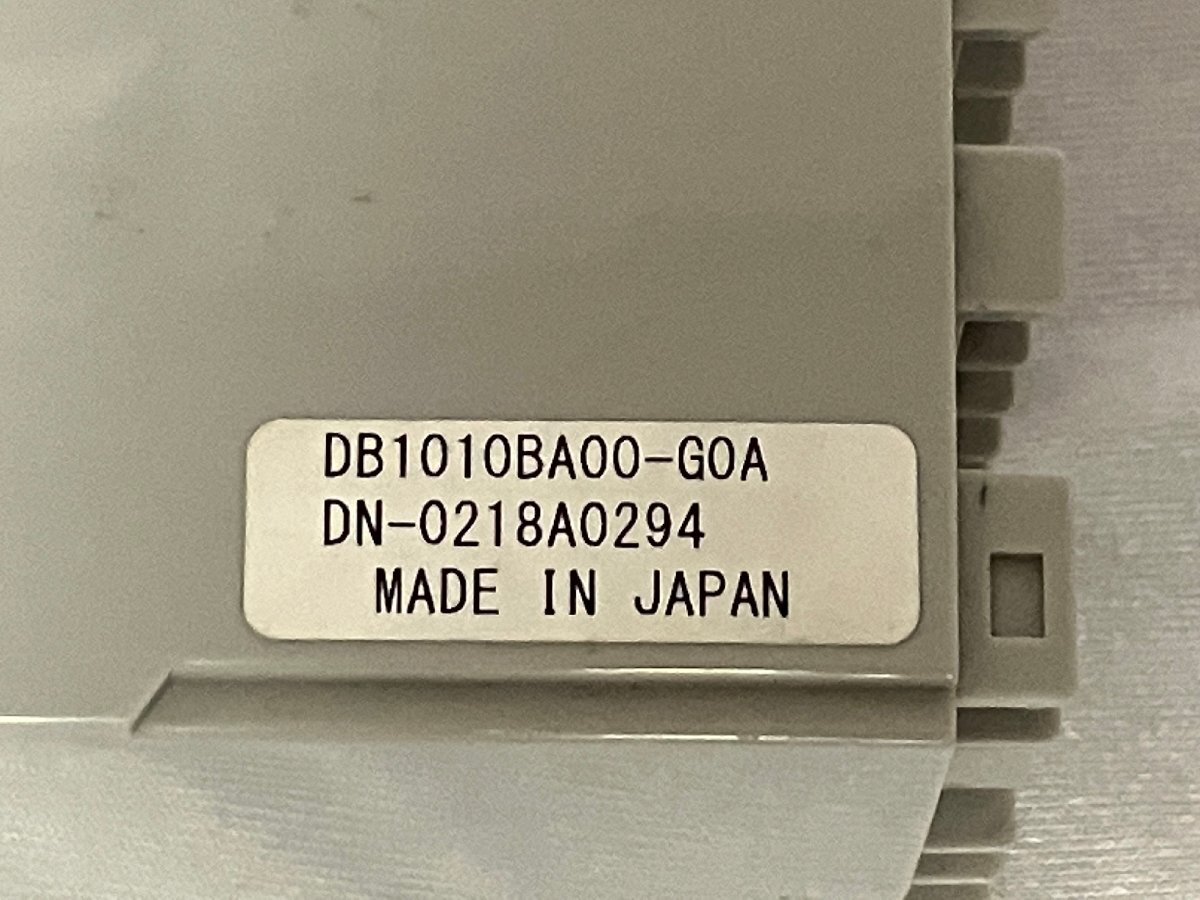 DB1010BA00-G0A
DN-0218A0294
MADE IN JAPAN